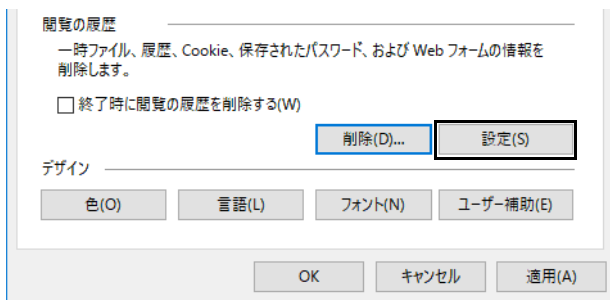 閲覧の履歴
一時ファイル、履歴、Cookie、保存されたパスワード、および Web フォームの情報を
削除します。
終了時に閲覧の履歴を削除する(W)
削除(D)... 設定(S)
デザイン
色(O) 言語(L) フォント(N) ユーザー補助(E)
OK キャンセル 適用(A)